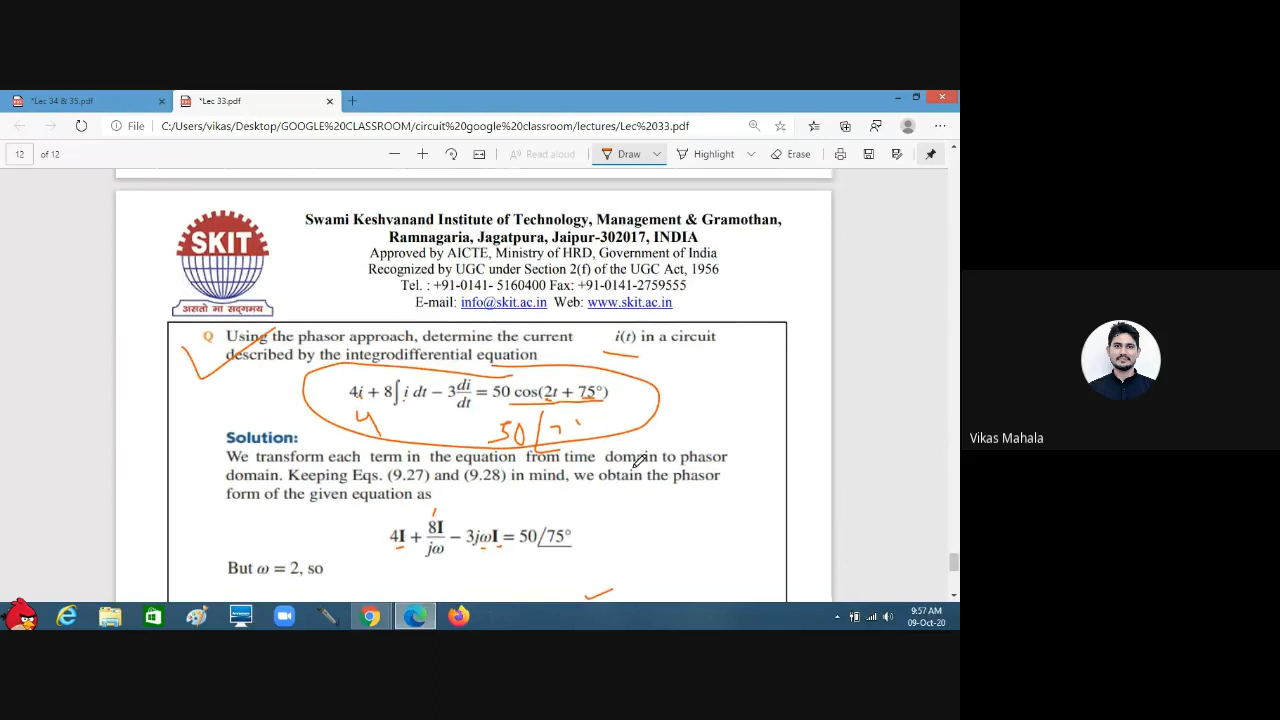 *Lec 34 & 35.pdf
*Lec 33.pdf
File
C:/Users/vikas/Desktop/GOOGLE%20CLASSROOM/circuit%20google%20classroom/lectures/Lec%2033.pdf
12 of 12
Read aloud
Draw
Highlight
Erase
Swami Keshvanand Institute of Technology, Management & Gramothan,
Ramnagaria, Jagatpura, Jaipur-302017, INDIA
Approved by AICTE, Ministry of HRD, Government of India
Recognized by UGC under Section 2(f) of the UGC Act, 1956
Tel. : +91-0141- 5160400 Fax: +91-0141-2759555
E-mail: info@skit.ac.in Web: www.skit.ac.in
SKIT
असतो मा सद्गमय
Q Using the phasor approach, determine the current i(t) in a circuit
described by the integrodifferential equation
4i + 8∫ i dt − 3 di/dt = 50 cos(2t + 75°)
4
50
Solution:
We transform each term in the equation from time domain to phasor
domain. Keeping Eqs. (9.27) and (9.28) in mind, we obtain the phasor
form of the given equation as
4I + 8I/jω − 3jωI = 50/75°
But ω = 2, so
Vikas Mahala
9:57 AM
09-Oct-20